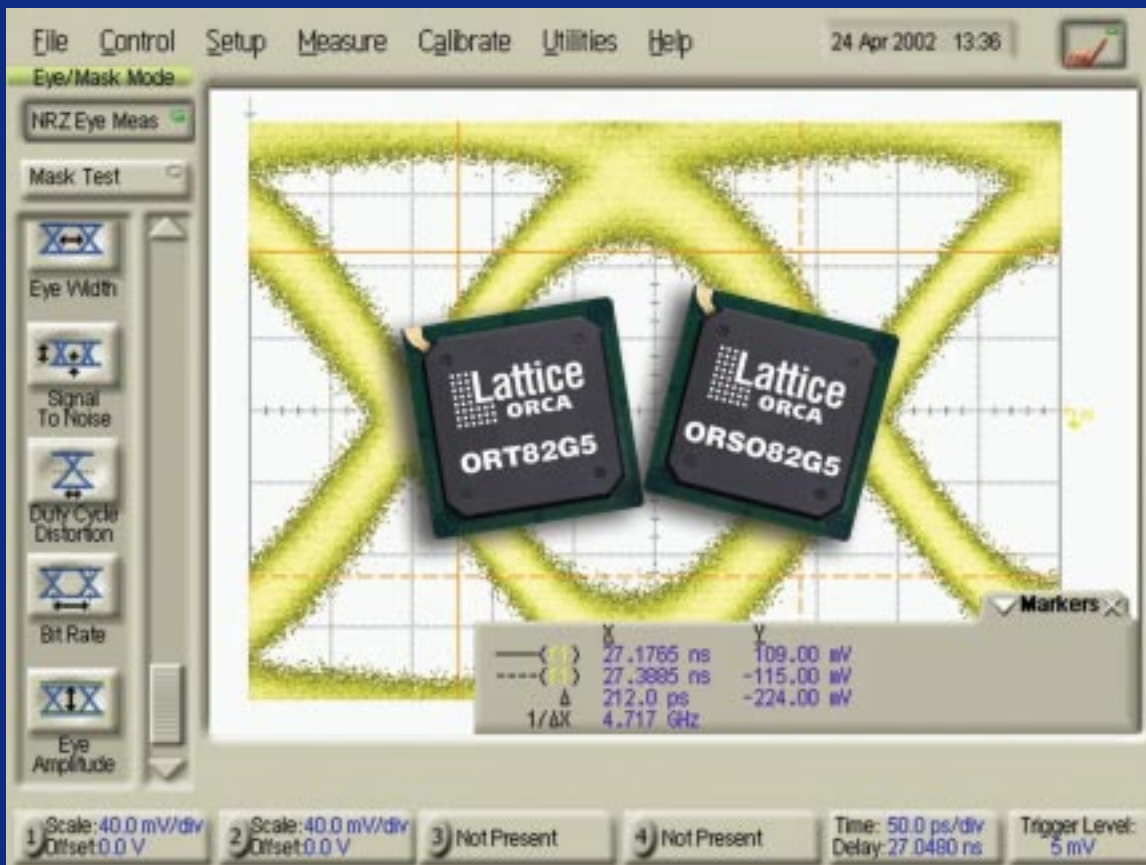 File Control Setup Measure Calibrate Utilities Help 24 Apr 2002 13:36
Eye/Mask Mode
NRZ Eye Meas
Mask Test
Eye Width
Signal
To Noise
Duty Cycle
Distortion
Bit Rate
Eye
Amplitude
Lattice
ORCA
ORT82G5
Lattice
ORCA
ORSO82G5
Markers
X Y
27.1765 ns 109.00 mV
27.3885 ns -115.00 mV
Δ 212.0 ps -224.00 mV
1/ΔX 4.717 GHz
1 Scale:40.0 mV/div
Offset:0.0 V
2 Scale:40.0 mV/div
Offset:0.0 V
3 Not Present
4 Not Present
Time: 50.0 ps/div
Delay:27.0480 ns
Trigger Level:
5 mV